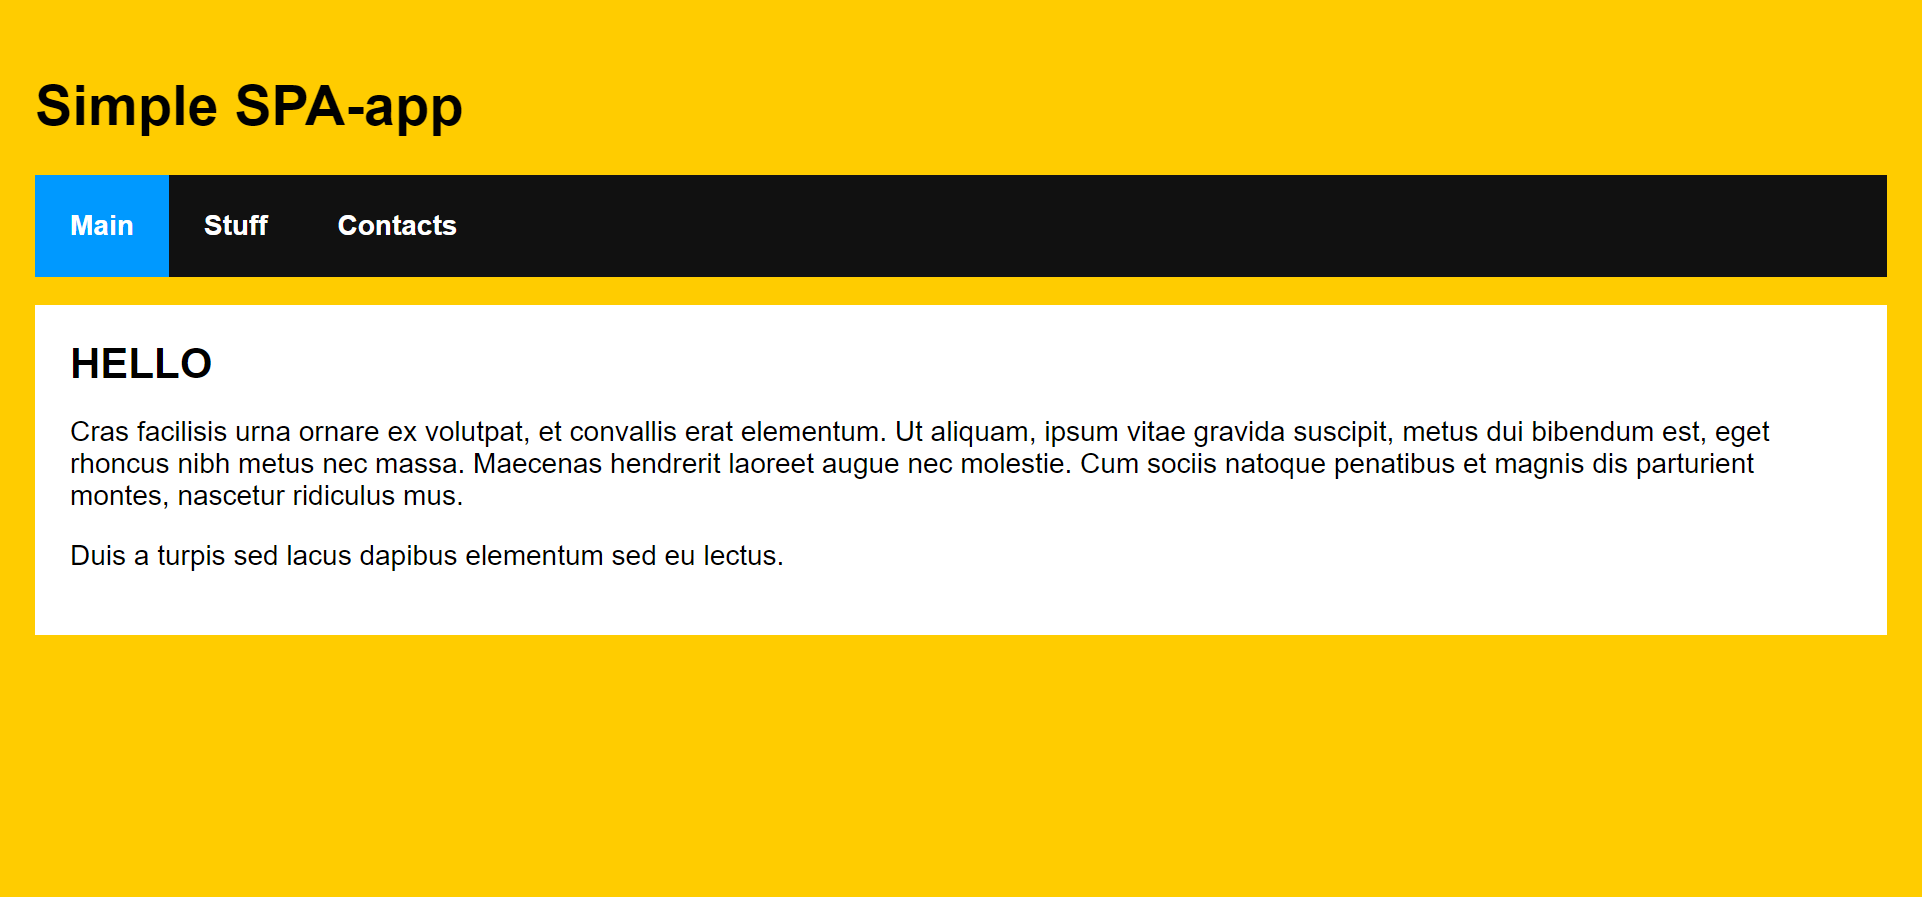 Simple SPA-app
Main Stuff Contacts
HELLO
Cras facilisis urna ornare ex volutpat, et convallis erat elementum. Ut aliquam, ipsum vitae gravida suscipit, metus dui bibendum est, eget
rhoncus nibh metus nec massa. Maecenas hendrerit laoreet augue nec molestie. Cum sociis natoque penatibus et magnis dis parturient
montes, nascetur ridiculus mus.
Duis a turpis sed lacus dapibus elementum sed eu lectus.